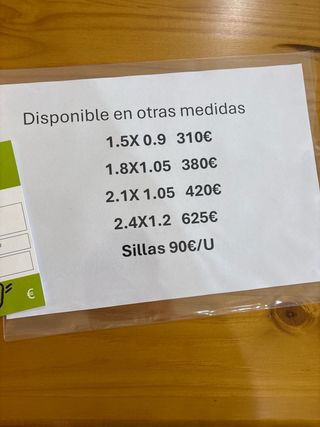 Disponible en otras medidas
1.5X 0.9 310€
1.8X1.05 380€
2.1X 1.05 420€
2.4X1.2 625€
Sillas 90€/U
€